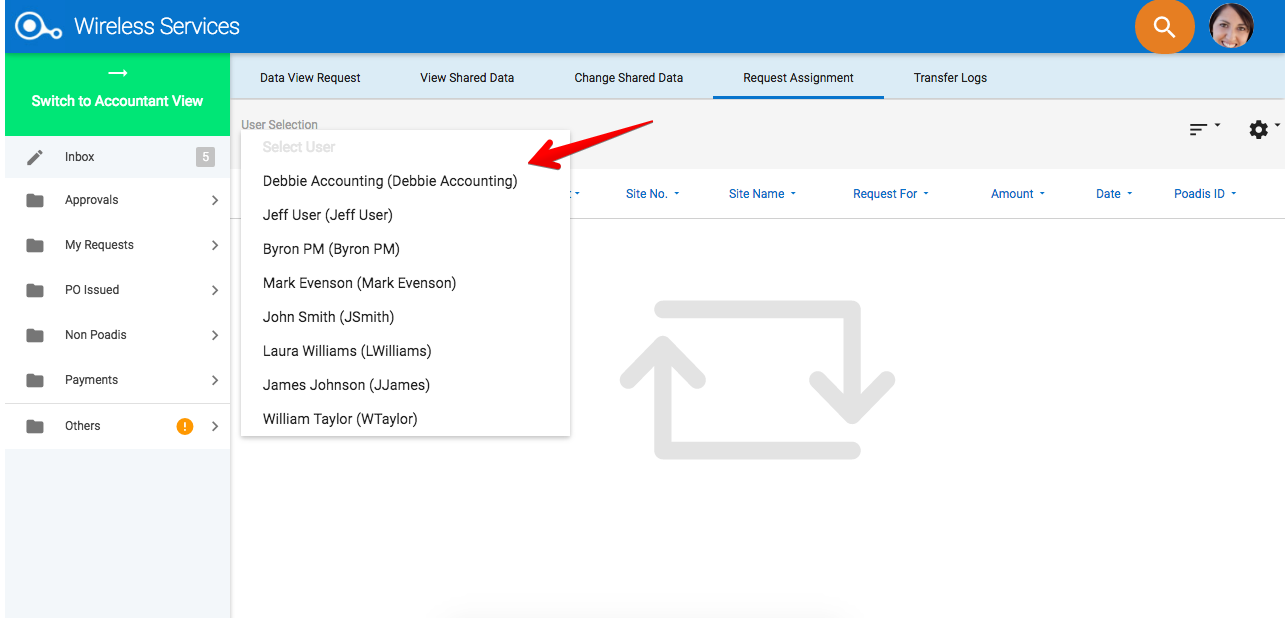 Wireless Services
Switch to Accountant View
Data View Request
View Shared Data
Change Shared Data
Request Assignment
Transfer Logs
Inbox
5
Approvals
My Requests
PO Issued
Non Poadis
Payments
Others
!
User Selection
Select User
Debbie Accounting (Debbie Accounting)
Jeff User (Jeff User)
Byron PM (Byron PM)
Mark Evenson (Mark Evenson)
John Smith (JSmith)
Laura Williams (LWilliams)
James Johnson (JJames)
William Taylor (WTaylor)
Site No.
Site Name
Request For
Amount
Date
Poadis ID